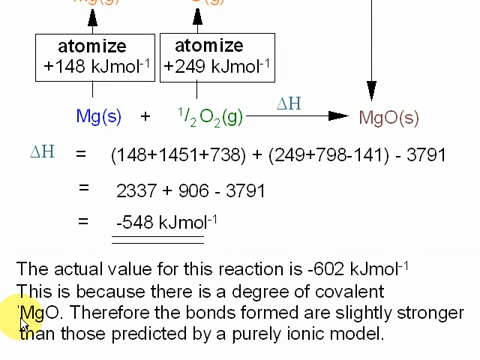 Mg(g) O(g)
atomize atomize
+148 kJmol-1 +249 kJmol-1
Mg(s) + 1/2O2(g) ΔH MgO(s)
ΔH = (148+1451+738) + (249+798-141) - 3791
= 2337 + 906 - 3791
= -548 kJmol-1
The actual value for this reaction is -602 kJmol-1
This is because there is a degree of covalent
MgO. Therefore the bonds formed are slightly stronger
than those predicted by a purely ionic model.